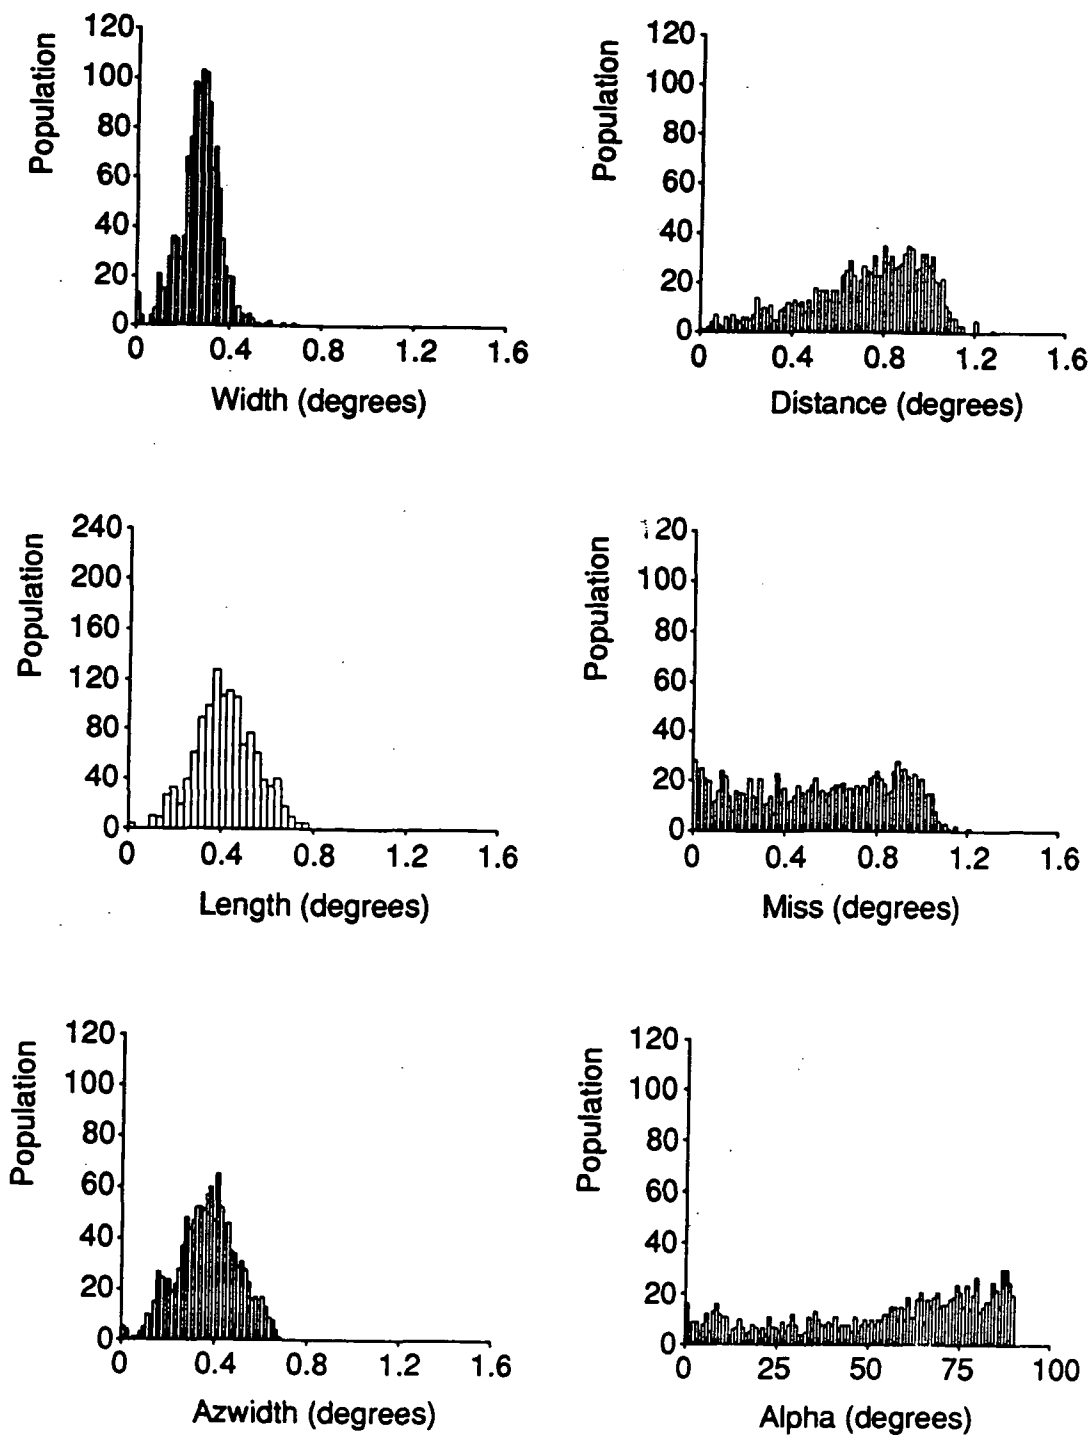 120
100
80
60
40
20
0
Population
0 0.4 0.8 1.2 1.6
Width (degrees)
120
100
80
60
40
20
0
Population
0 0.4 0.8 1.2 1.6
Distance (degrees)
240
200
160
120
80
40
0
Population
0 0.4 0.8 1.2 1.6
Length (degrees)
120
100
80
60
40
20
0
Population
0 0.4 0.8 1.2 1.6
Miss (degrees)
120
100
80
60
40
20
0
Population
0 0.4 0.8 1.2 1.6
Azwidth (degrees)
120
100
80
60
40
20
0
Population
0 25 50 75 100
Alpha (degrees)